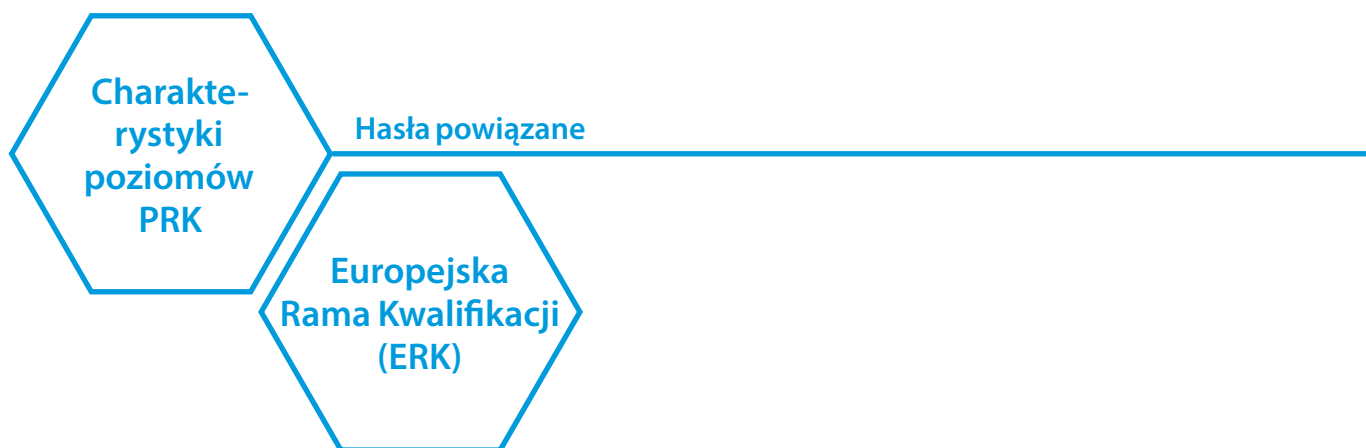 Charakte-
rystyki
poziomów
PRK
Hasła powiązane
Europejska
Rama Kwalifikacji
(ERK)